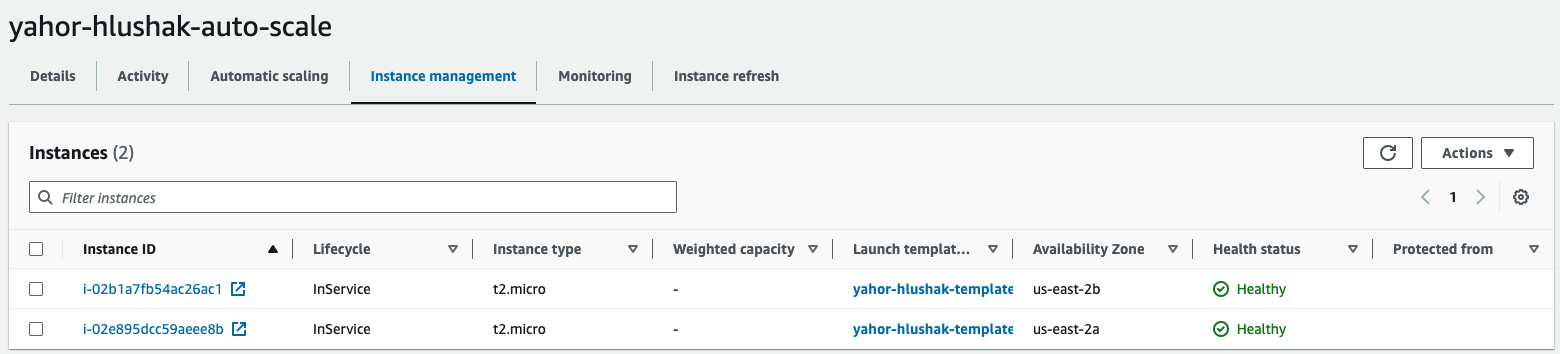 yahor-hlushak-auto-scale
Details Activity Automatic scaling Instance management Monitoring Instance refresh
Instances (2)
Actions
Filter instances
1
Instance ID Lifecycle Instance type Weighted capacity Launch templat... Availability Zone Health status Protected from
i-02b1a7fb54ac26ac1 InService t2.micro - yahor-hlushak-template us-east-2b Healthy
i-02e895dcc59aeee8b InService t2.micro - yahor-hlushak-template us-east-2a Healthy